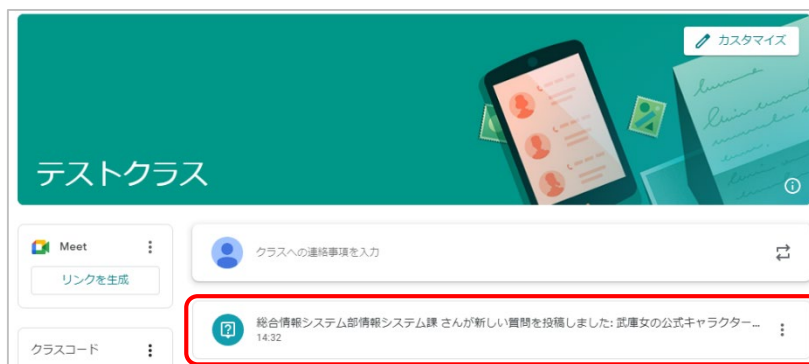 カスタマイズ
テストクラス
Meet
リンクを生成
クラスへの連絡事項を入力
総合情報システム部情報システム課 さんが新しい質問を投稿しました: 武庫女の公式キャラクター...
14:32
クラスコード